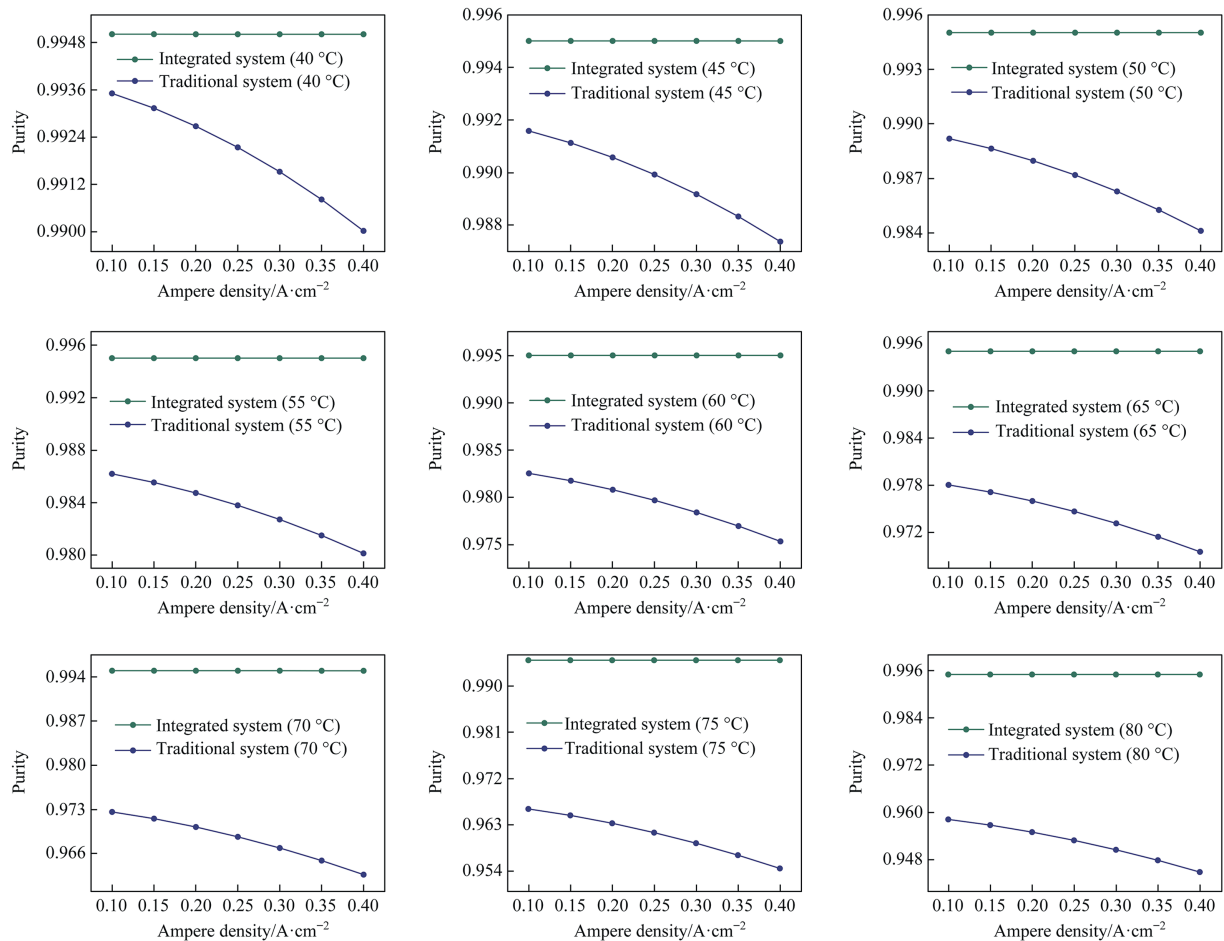 0.9948
0.9936
0.9924
0.9912
0.9900
Purity
Integrated system (40 °C)
Traditional system (40 °C)
0.10 0.15 0.20 0.25 0.30 0.35 0.40
Ampere density/A·cm⁻²
0.996
0.994
0.992
0.990
0.988
Purity
Integrated system (45 °C)
Traditional system (45 °C)
0.10 0.15 0.20 0.25 0.30 0.35 0.40
Ampere density/A·cm⁻²
0.996
0.993
0.990
0.987
0.984
Purity
Integrated system (50 °C)
Traditional system (50 °C)
0.10 0.15 0.20 0.25 0.30 0.35 0.40
Ampere density/A·cm⁻²
0.996
0.992
0.988
0.984
0.980
Purity
Integrated system (55 °C)
Traditional system (55 °C)
0.10 0.15 0.20 0.25 0.30 0.35 0.40
Ampere density/A·cm⁻²
0.995
0.990
0.985
0.980
0.975
Purity
Integrated system (60 °C)
Traditional system (60 °C)
0.10 0.15 0.20 0.25 0.30 0.35 0.40
Ampere density/A·cm⁻²
0.996
0.990
0.984
0.978
0.972
Purity
Integrated system (65 °C)
Traditional system (65 °C)
0.10 0.15 0.20 0.25 0.30 0.35 0.40
Ampere density/A·cm⁻²
0.994
0.987
0.980
0.973
0.966
Purity
Integrated system (70 °C)
Traditional system (70 °C)
0.10 0.15 0.20 0.25 0.30 0.35 0.40
Ampere density/A·cm⁻²
0.990
0.981
0.972
0.963
0.954
Purity
Integrated system (75 °C)
Traditional system (75 °C)
0.10 0.15 0.20 0.25 0.30 0.35 0.40
Ampere density/A·cm⁻²
0.996
0.984
0.972
0.960
0.948
Purity
Integrated system (80 °C)
Traditional system (80 °C)
0.10 0.15 0.20 0.25 0.30 0.35 0.40
Ampere density/A·cm⁻²